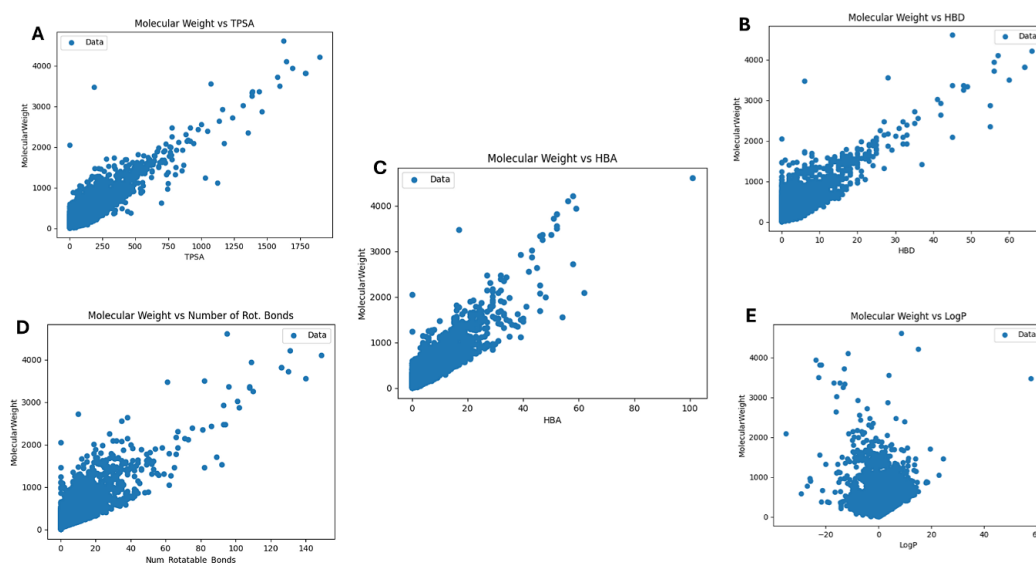 A
Molecular Weight vs TPSA
Data
MolecularWeight
4000
3000
2000
1000
0
0 250 500 750 1000 1250 1500 1750
TPSA
B
Molecular Weight vs HBD
Data
MolecularWeight
4000
3000
2000
1000
0
0 10 20 30 40 50 60
HBD
C
Molecular Weight vs HBA
Data
MolecularWeight
4000
3000
2000
1000
0
0 20 40 60 80 100
HBA
D
Molecular Weight vs Number of Rot. Bonds
Data
MolecularWeight
4000
3000
2000
1000
0
0 20 40 60 80 100 120 140
Num_Rotatable_Bonds
E
Molecular Weight vs LogP
Data
MolecularWeight
4000
3000
2000
1000
0
−20 0 20 40 60
LogP